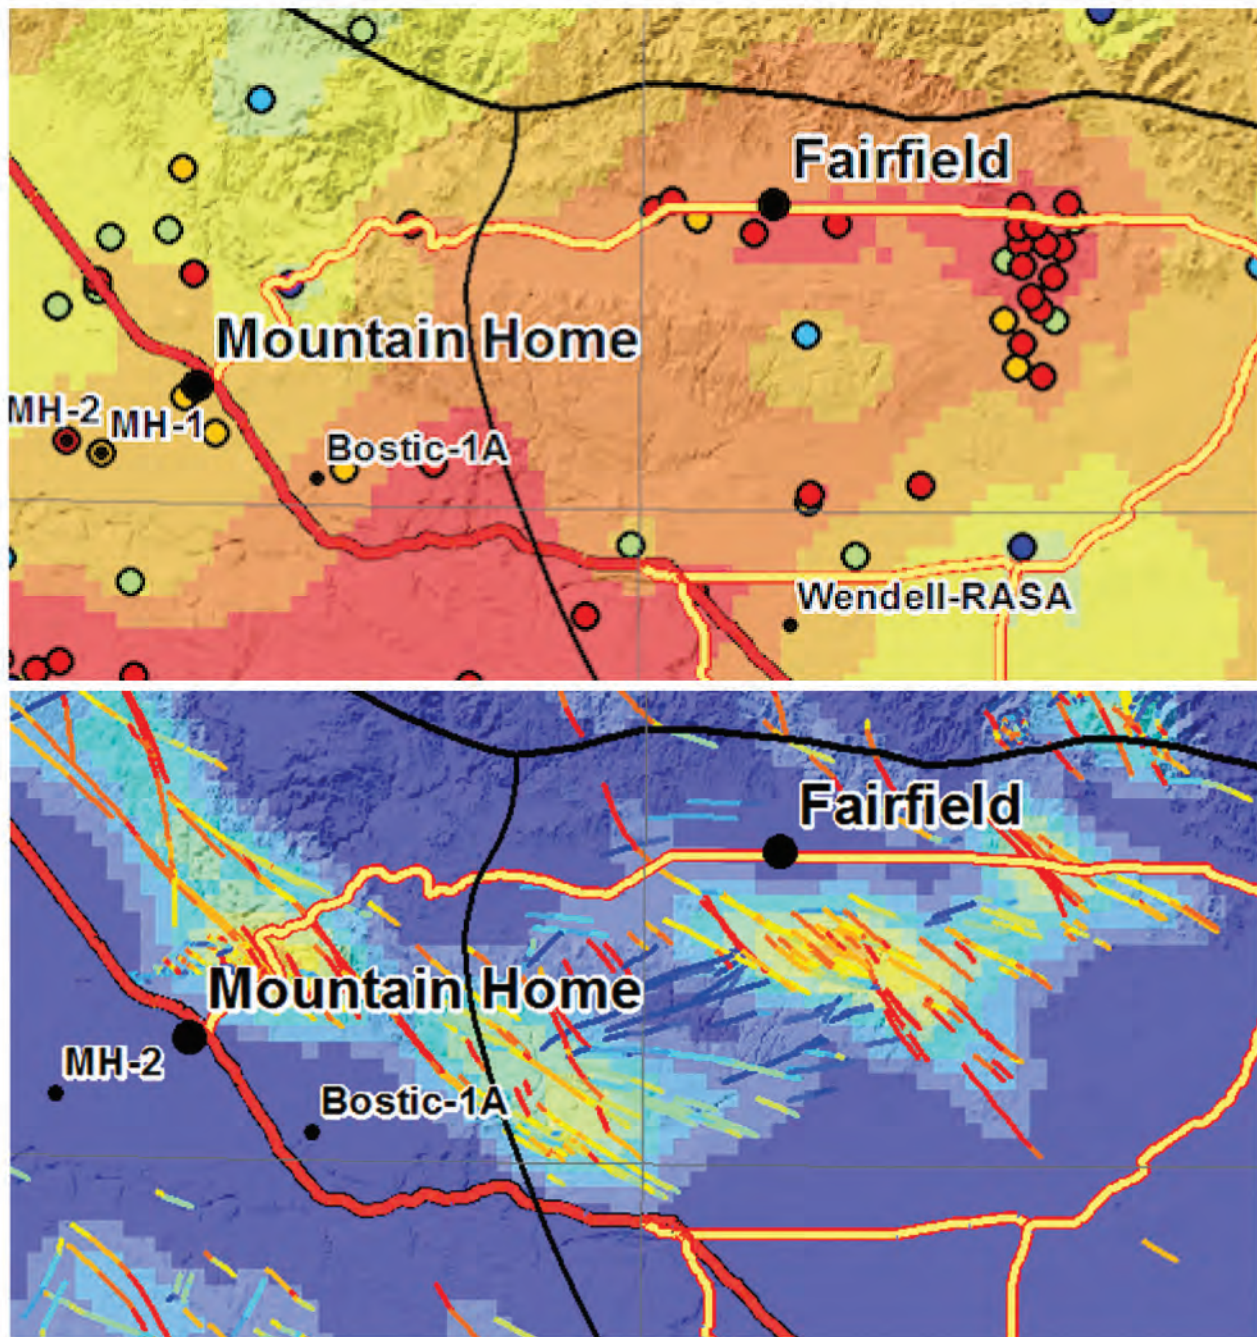 Fairfield
Mountain Home
MH-2
MH-1
Bostic-1A
Wendell-RASA
Fairfield
Mountain Home
MH-2
Bostic-1A